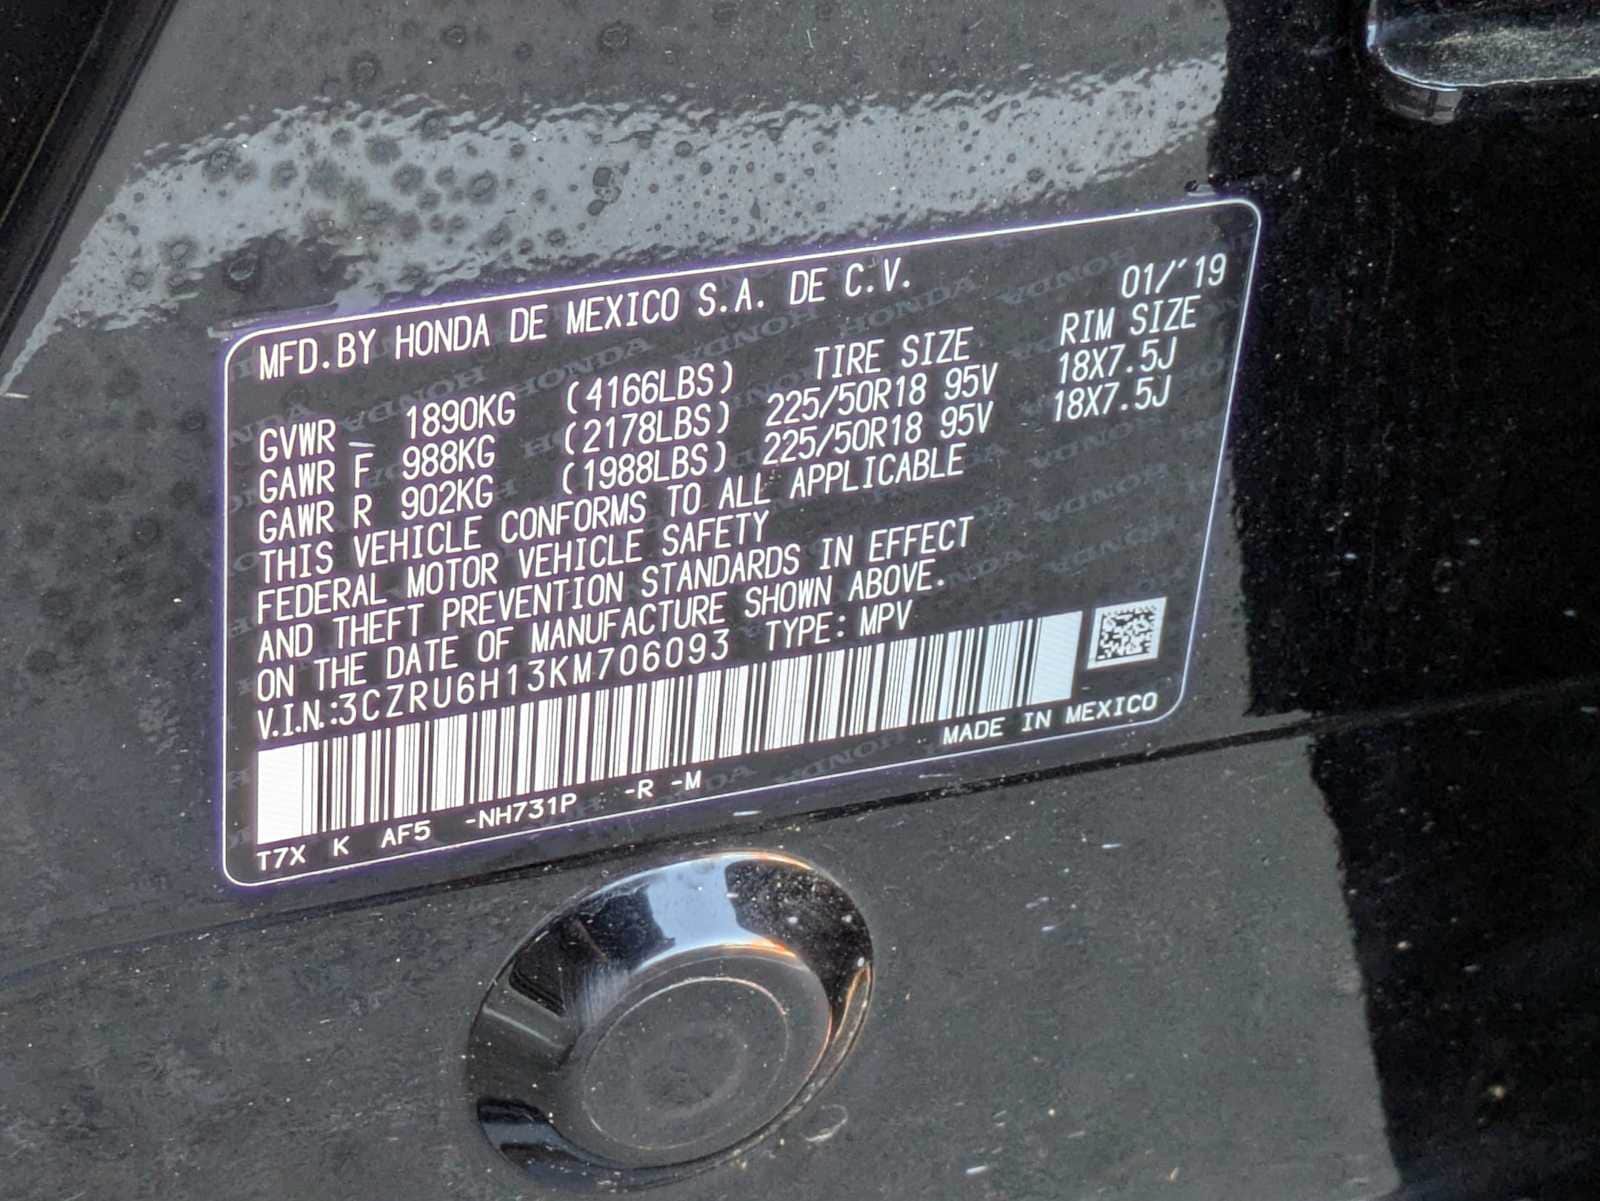 MFD.BY HONDA DE MEXICO S.A. DE C.V. 01/'19
TIRE SIZE RIM SIZE
GVWR _ 1890KG (4166LBS)
GAWR F 988KG (2178LBS) 225/50R18 95V 18X7.5J
GAWR R 902KG (1988LBS) 225/50R18 95V 18X7.5J
THIS VEHICLE CONFORMS TO ALL APPLICABLE
FEDERAL MOTOR VEHICLE SAFETY
AND THEFT PREVENTION STANDARDS IN EFFECT
ON THE DATE OF MANUFACTURE SHOWN ABOVE.
V.I.N.:3CZRU6H13KM706093 TYPE: MPV
MADE IN MEXICO
T7X K AF5 -NH731P -R -M